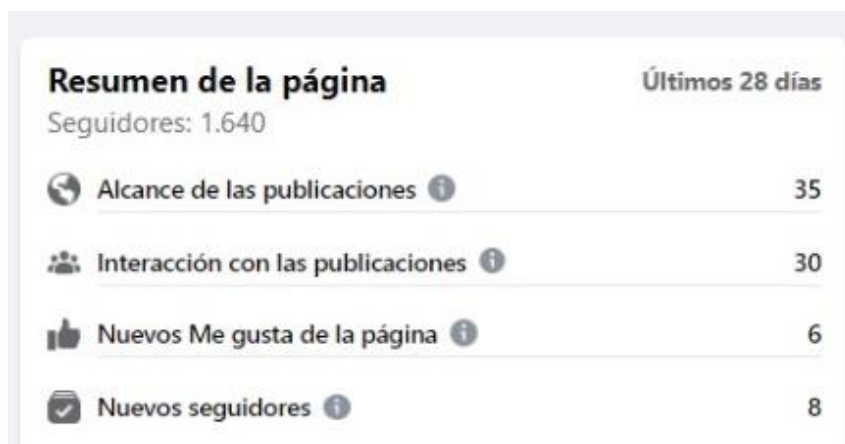 Resumen de la página
Últimos 28 días
Seguidores: 1.640
Alcance de las publicaciones 35
Interacción con las publicaciones 30
Nuevos Me gusta de la página 6
Nuevos seguidores 8